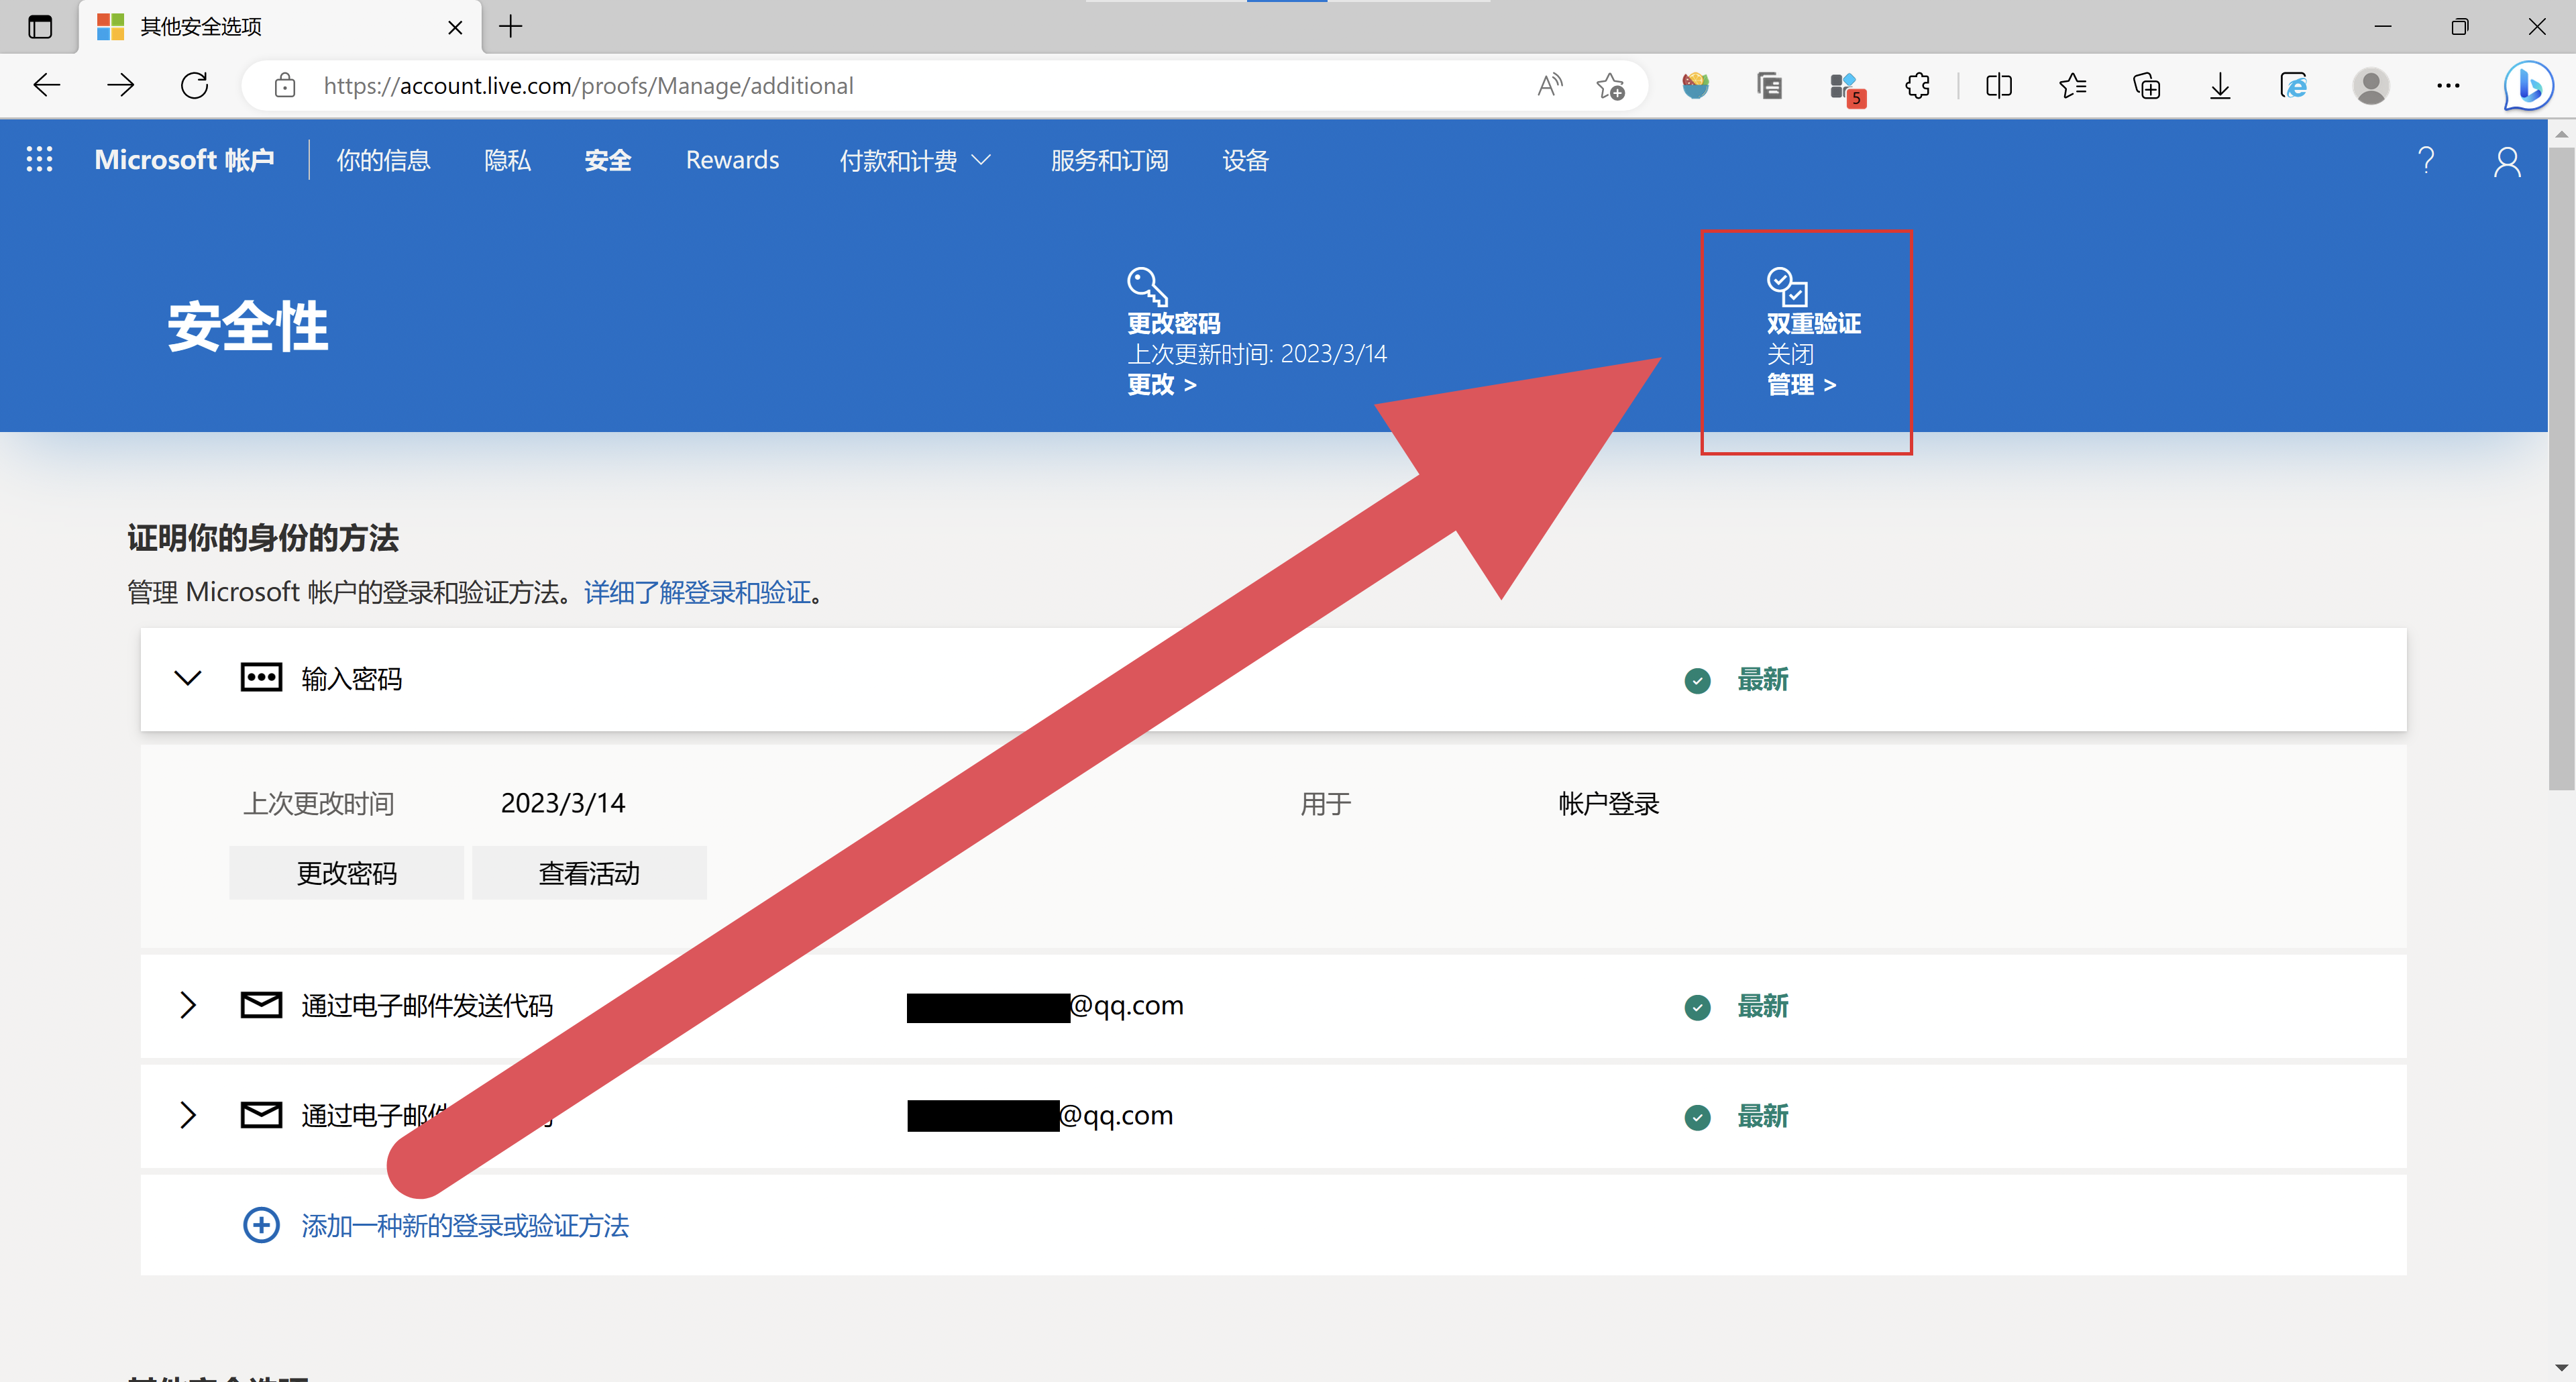 其他安全选项
https://account.live.com/proofs/Manage/additional
5
Microsoft 帐户 你的信息 隐私 安全 Rewards 付款和计费 服务和订阅 设备
安全性
更改密码
上次更新时间: 2023/3/14
更改 >
双重验证
关闭
管理 >
证明你的身份的方法
管理 Microsoft 帐户的登录和验证方法。详细了解登录和验证。
输入密码 最新
上次更改时间 2023/3/14 用于 帐户登录
更改密码 查看活动
通过电子邮件发送代码 @qq.com 最新
通过电子邮件 @qq.com 最新
添加一种新的登录或验证方法